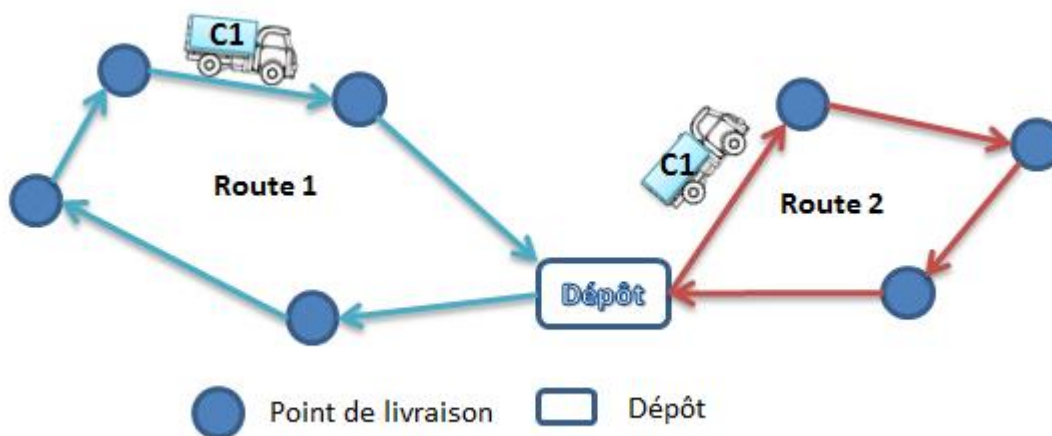 C1
C1
Route 1
Route 2
Dépôt
Point de livraison
Dépôt